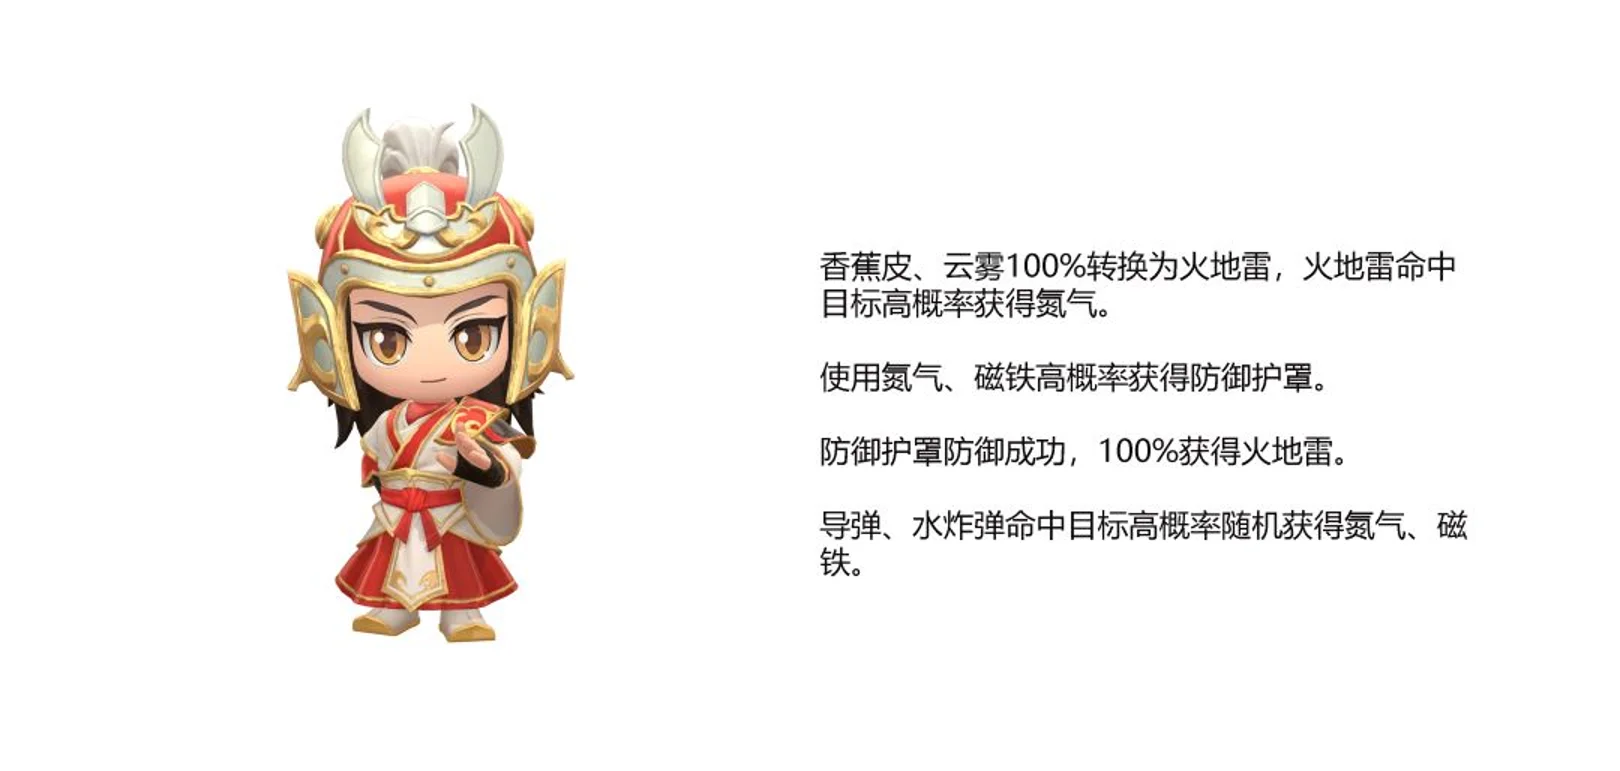 香蕉皮、云雾100%转换为火地雷，火地雷命中
目标高概率获得氮气。
使用氮气、磁铁高概率获得防御护罩。
防御护罩防御成功，100%获得火地雷。
导弹、水炸弹命中目标高概率随机获得氮气、磁
铁。